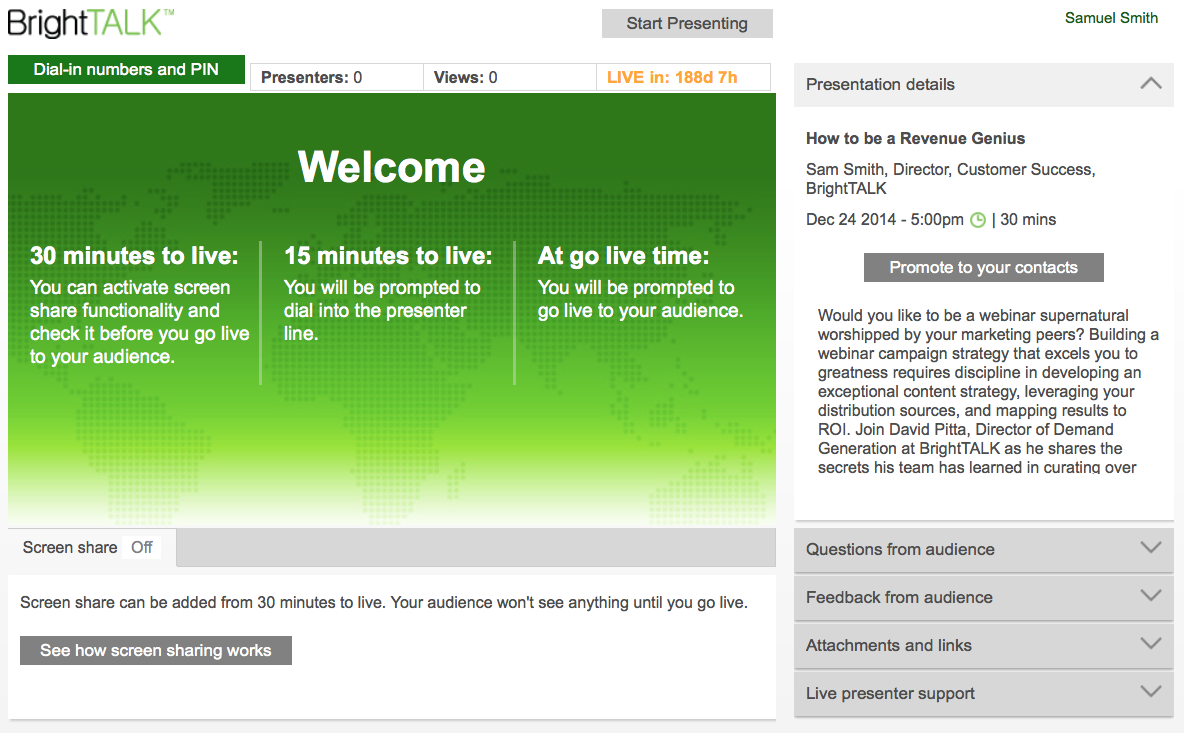 BrightTALK™
Start Presenting
Samuel Smith
Dial-in numbers and PIN
Presenters: 0
Views: 0
LIVE in: 188d 7h
Welcome
30 minutes to live:
You can activate screen
share functionality and
check it before you go live
to your audience.
15 minutes to live:
You will be prompted to
dial into the presenter
line.
At go live time:
You will be prompted to
go live to your audience.
Screen share Off
Screen share can be added from 30 minutes to live. Your audience won't see anything until you go live.
See how screen sharing works
Presentation details
How to be a Revenue Genius
Sam Smith, Director, Customer Success,
BrightTALK
Dec 24 2014 - 5:00pm | 30 mins
Promote to your contacts
Would you like to be a webinar supernatural
worshipped by your marketing peers? Building a
webinar campaign strategy that excels you to
greatness requires discipline in developing an
exceptional content strategy, leveraging your
distribution sources, and mapping results to
ROI. Join David Pitta, Director of Demand
Generation at BrightTALK as he shares the
secrets his team has learned in curating over
Questions from audience
Feedback from audience
Attachments and links
Live presenter support